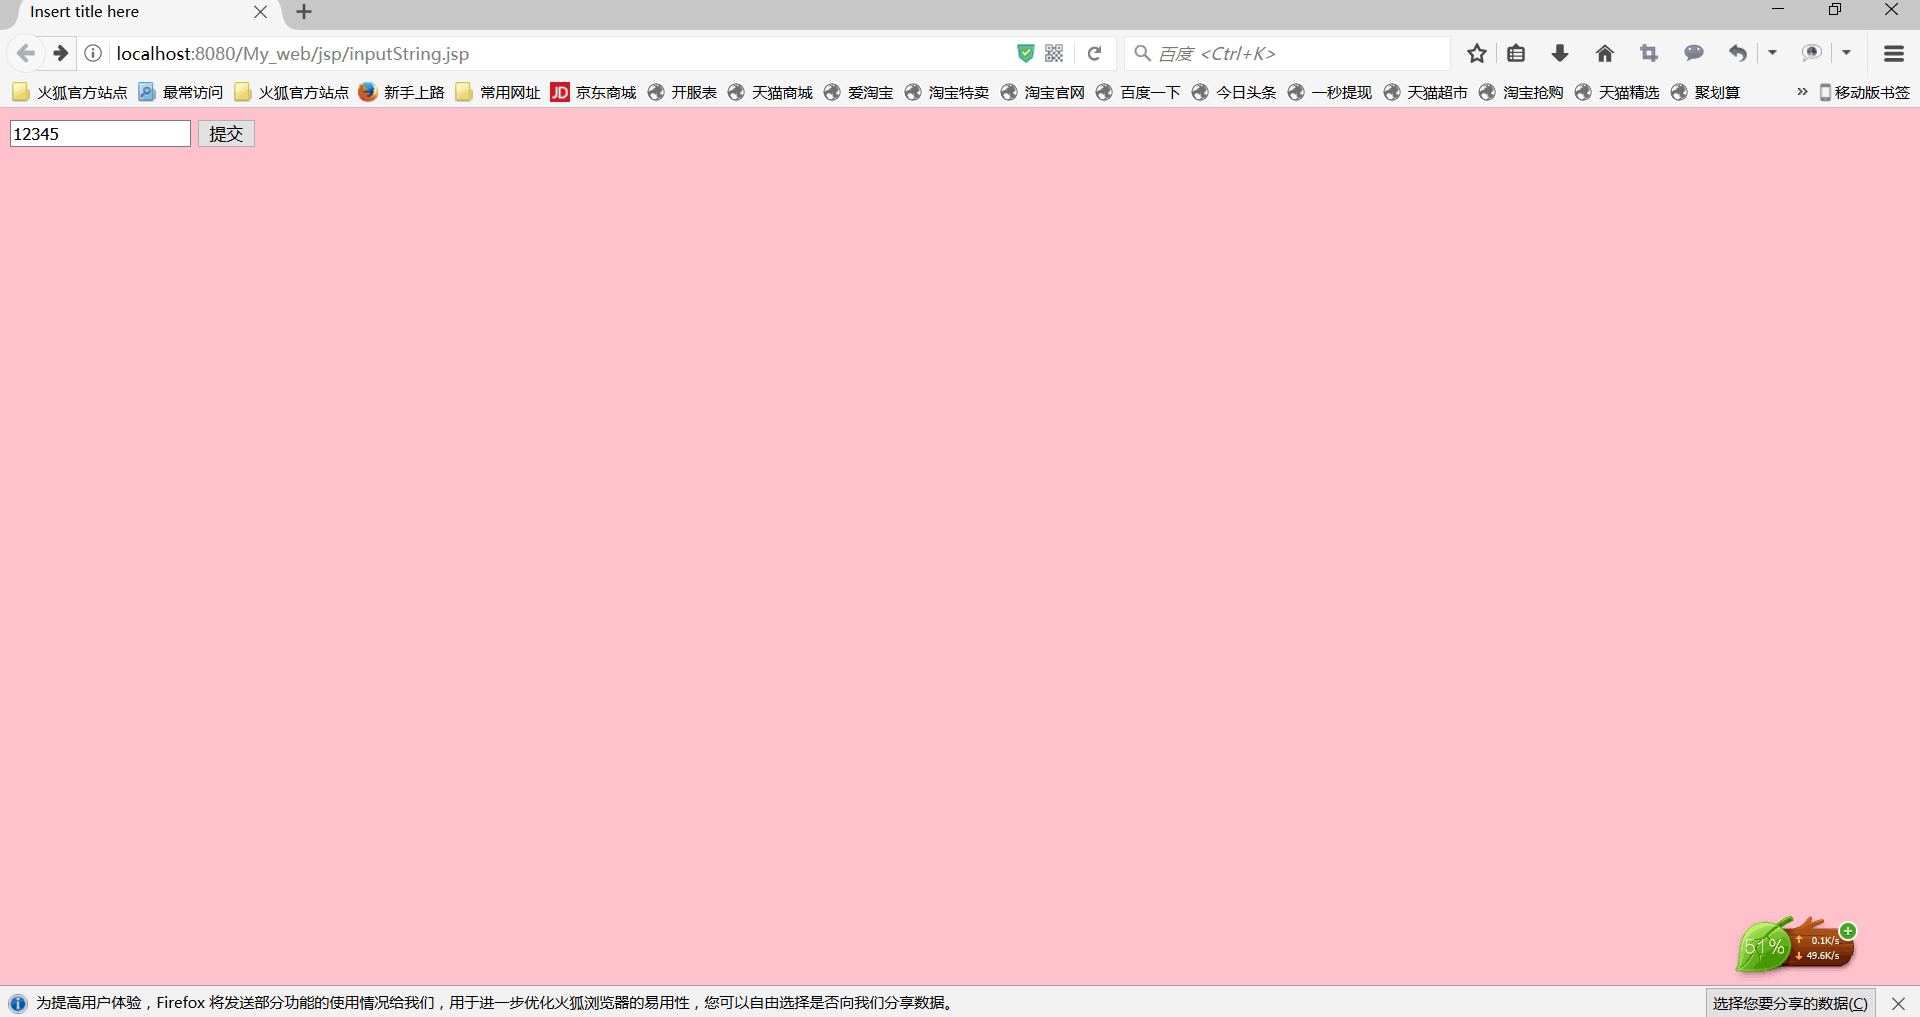 Insert title here
localhost:8080/My_web/jsp/inputString.jsp
百度 <Ctrl+K>
火狐官方站点 最常访问 火狐官方站点 新手上路 常用网址 JD 京东商城 开服表 天猫商城 爱淘宝 淘宝特卖 淘宝官网 百度一下 今日头条 一秒提现 天猫超市 淘宝抢购 天猫精选 聚划算 » 移动版书签
12345 提交
51%
0.1K/s
49.6K/s
为提高用户体验，Firefox 将发送部分功能的使用情况给我们，用于进一步优化火狐浏览器的易用性，您可以自由选择是否向我们分享数据。 选择您要分享的数据(C)